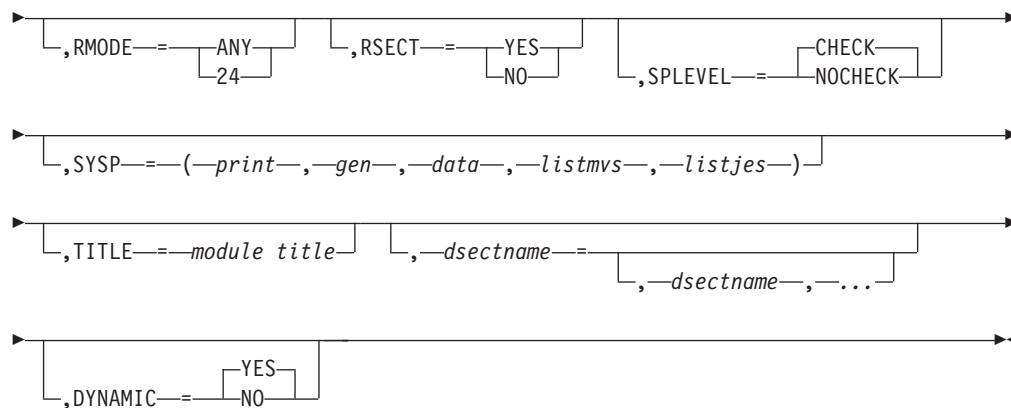 ,RMODE = ANY
24
,RSECT = YES
NO
,SPLEVEL = CHECK
NOCHECK
,SYSP = ( print , gen , data , listmvs , listjes )
,TITLE = module title
, dsectname =
, dsectname , ...
,DYNAMIC = YES
NO